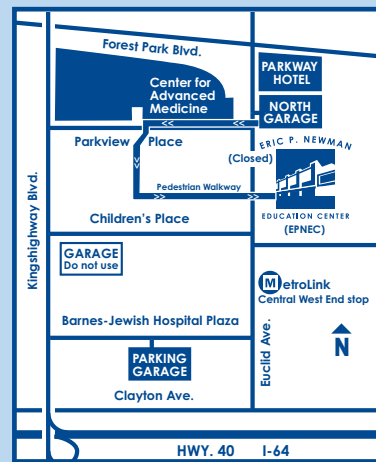 Forest Park Blvd.
PARKWAY
HOTEL
Center for
Advanced
Medicine
NORTH
GARAGE
<<
<<
Parkview Place
(Closed)
ERIC P. NEWMAN
>>
Pedestrian Walkway
>>
>>
EDUCATION CENTER
(EPNEC)
Children's Place
Kingshighway Blvd.
GARAGE
Do not use
MetroLink
Central West End stop
Barnes-Jewish Hospital Plaza
Euclid Ave.
N
PARKING
GARAGE
Clayton Ave.
HWY. 40 I-64